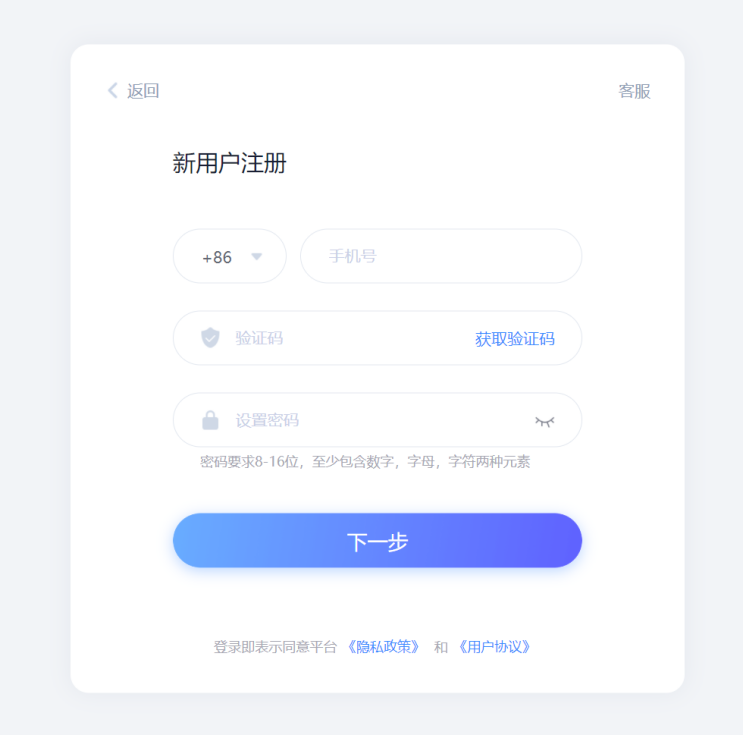 返回 客服
新用户注册
+86 手机号
验证码 获取验证码
设置密码
密码要求8-16位，至少包含数字，字母，字符两种元素
下一步
登录即表示同意平台 《隐私政策》 和 《用户协议》